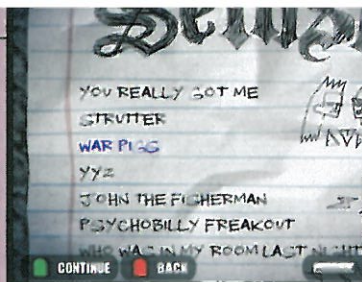 YOU REALLY GOT ME
STRUTTER
WAR PIGS
YYZ
JOHN THE FISHERMAN
PSYCHOBILLY FREAKOUT
WHO WAS IN MY ROOM LAST NIGHT
CONTINUE BACK